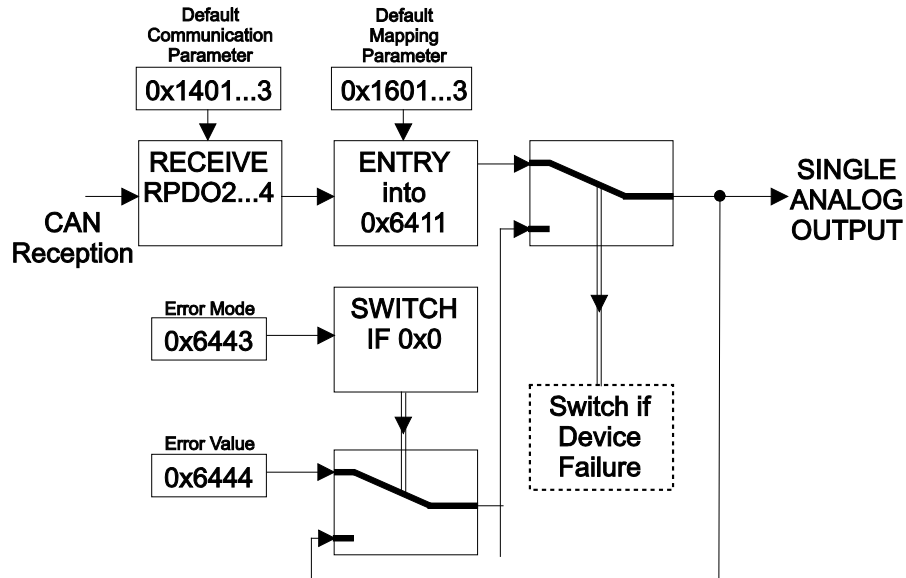 Default
Communication
Parameter
0x1401...3
Default
Mapping
Parameter
0x1601...3
RECEIVE
RPDO2...4
ENTRY
into
0x6411
SINGLE
ANALOG
OUTPUT
CAN
Reception
Error Mode
0x6443
SWITCH
IF 0x0
Switch if
Device
Failure
Error Value
0x6444